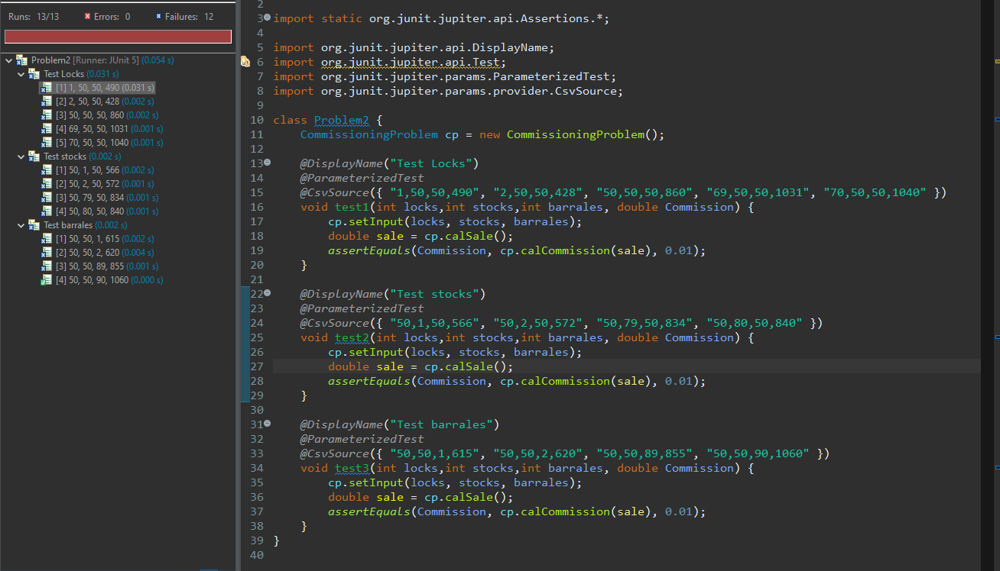 Runs: 13/13 Errors: 0 Failures: 12
Problem2 [Runner: JUnit 5] (0.054 s)
Test Locks (0.031 s)
[1] 1, 50, 50, 490 (0.031 s)
[2] 2, 50, 50, 428 (0.002 s)
[3] 50, 50, 50, 860 (0.002 s)
[4] 69, 50, 50, 1031 (0.001 s)
[5] 70, 50, 50, 1040 (0.001 s)
Test stocks (0.002 s)
[1] 50, 1, 50, 566 (0.002 s)
[2] 50, 2, 50, 572 (0.001 s)
[3] 50, 79, 50, 834 (0.001 s)
[4] 50, 80, 50, 840 (0.001 s)
Test barrales (0.002 s)
[1] 50, 50, 1, 615 (0.002 s)
[2] 50, 50, 2, 620 (0.004 s)
[3] 50, 50, 89, 855 (0.001 s)
[4] 50, 50, 90, 1060 (0.000 s)
2
3 import static org.junit.jupiter.api.Assertions.*;
4
5 import org.junit.jupiter.api.DisplayName;
6 import org.junit.jupiter.api.Test;
7 import org.junit.jupiter.params.ParameterizedTest;
8 import org.junit.jupiter.params.provider.CsvSource;
9
10 class Problem2 {
11 CommissioningProblem cp = new CommissioningProblem();
12
13 @DisplayName("Test Locks")
14 @ParameterizedTest
15 @CsvSource({ "1,50,50,490", "2,50,50,428", "50,50,50,860", "69,50,50,1031", "70,50,50,1040" })
16 void test1(int locks,int stocks,int barrales, double Commission) {
17 cp.setInput(locks, stocks, barrales);
18 double sale = cp.calSale();
19 assertEquals(Commission, cp.calCommission(sale), 0.01);
20 }
21
22 @DisplayName("Test stocks")
23 @ParameterizedTest
24 @CsvSource({ "50,1,50,566", "50,2,50,572", "50,79,50,834", "50,80,50,840" })
25 void test2(int locks,int stocks,int barrales, double Commission) {
26 cp.setInput(locks, stocks, barrales);
27 double sale = cp.calSale();
28 assertEquals(Commission, cp.calCommission(sale), 0.01);
29 }
30
31 @DisplayName("Test barrales")
32 @ParameterizedTest
33 @CsvSource({ "50,50,1,615", "50,50,2,620", "50,50,89,855", "50,50,90,1060" })
34 void test3(int locks,int stocks,int barrales, double Commission) {
35 cp.setInput(locks, stocks, barrales);
36 double sale = cp.calSale();
37 assertEquals(Commission, cp.calCommission(sale), 0.01);
38 }
39 }
40